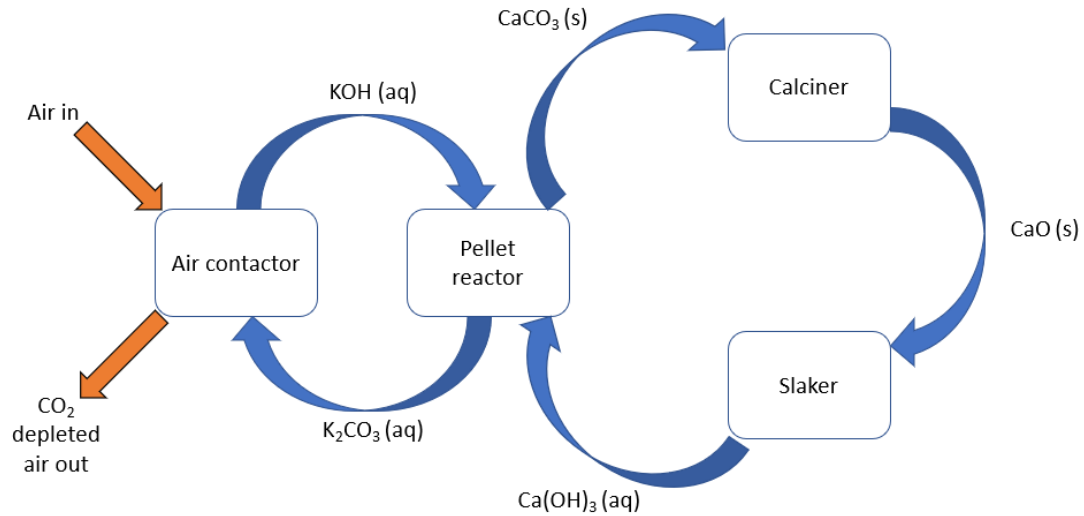 CaCO₃ (s)
Calciner
KOH (aq)
Air in
CaO (s)
Air contactor
Pellet
reactor
Slaker
CO₂
depleted
air out
K₂CO₃ (aq)
Ca(OH)₃ (aq)